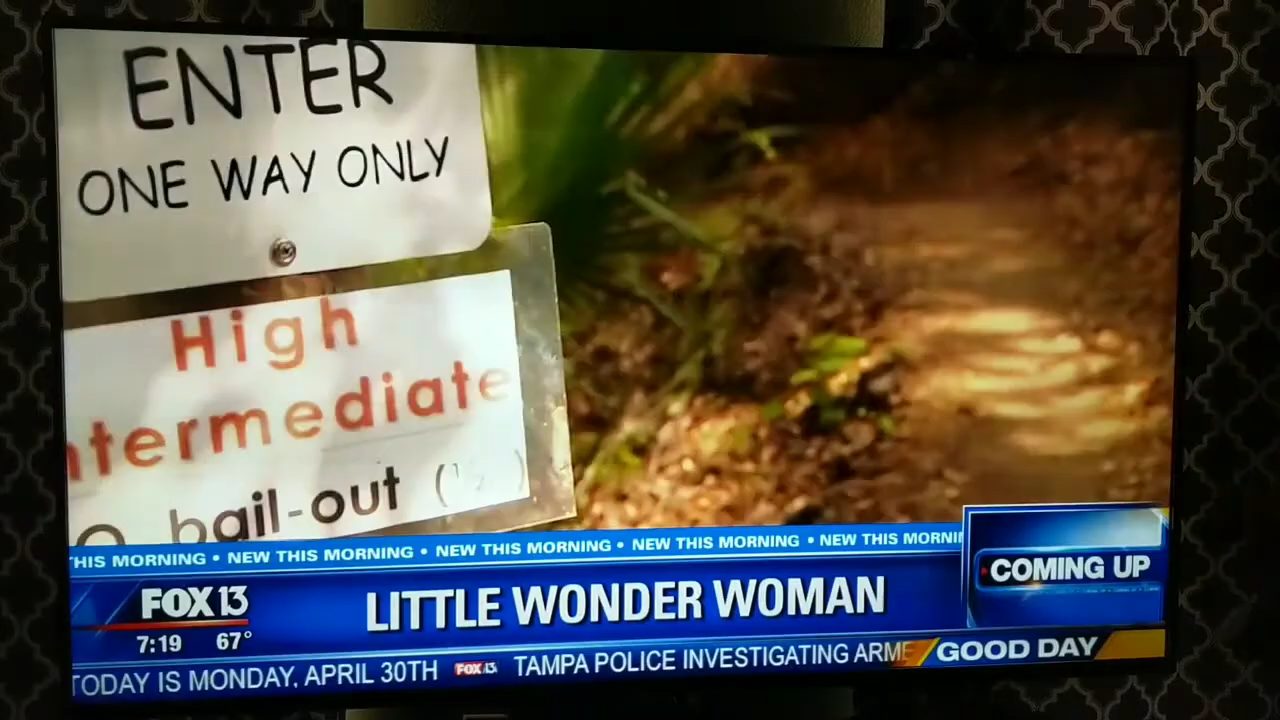 ENTER
ONE WAY ONLY
High
ntermediate
bail-out
HIS MORNING • NEW THIS MORNING • NEW THIS MORNING • NEW THIS MORNING • NEW THIS MORNI
COMING UP
FOX 13
LITTLE WONDER WOMAN
7:19 67°
TODAY IS MONDAY, APRIL 30TH FOX 13 TAMPA POLICE INVESTIGATING ARME
GOOD DAY